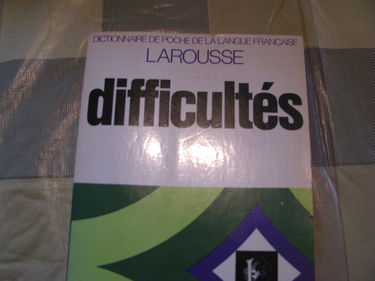 DICTIONNAIRE DE POCHE DE LA LANGUE FRANÇAISE
LAROUSSE
difficultés